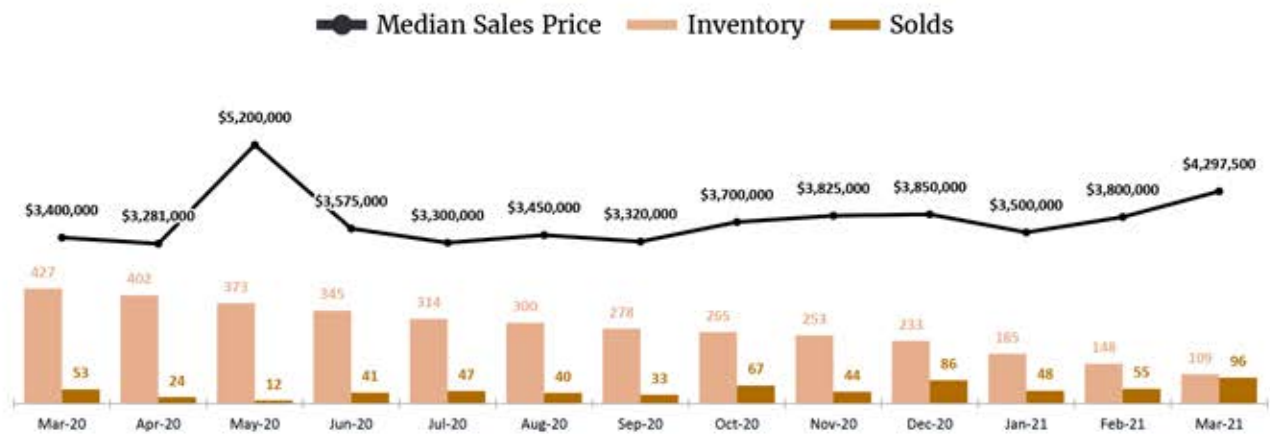 Median Sales Price Inventory Solds
$5,200,000
$4,297,500
$3,400,000 $3,281,000 $3,575,000 $3,300,000 $3,450,000 $3,320,000 $3,700,000 $3,825,000 $3,850,000 $3,500,000 $3,800,000
427 402 373 345 314 300 278 265 253 233 185 148 109
53 24 12 41 47 40 33 67 44 86 48 55 96
Mar-20 Apr-20 May-20 Jun-20 Jul-20 Aug-20 Sep-20 Oct-20 Nov-20 Dec-20 Jan-21 Feb-21 Mar-21